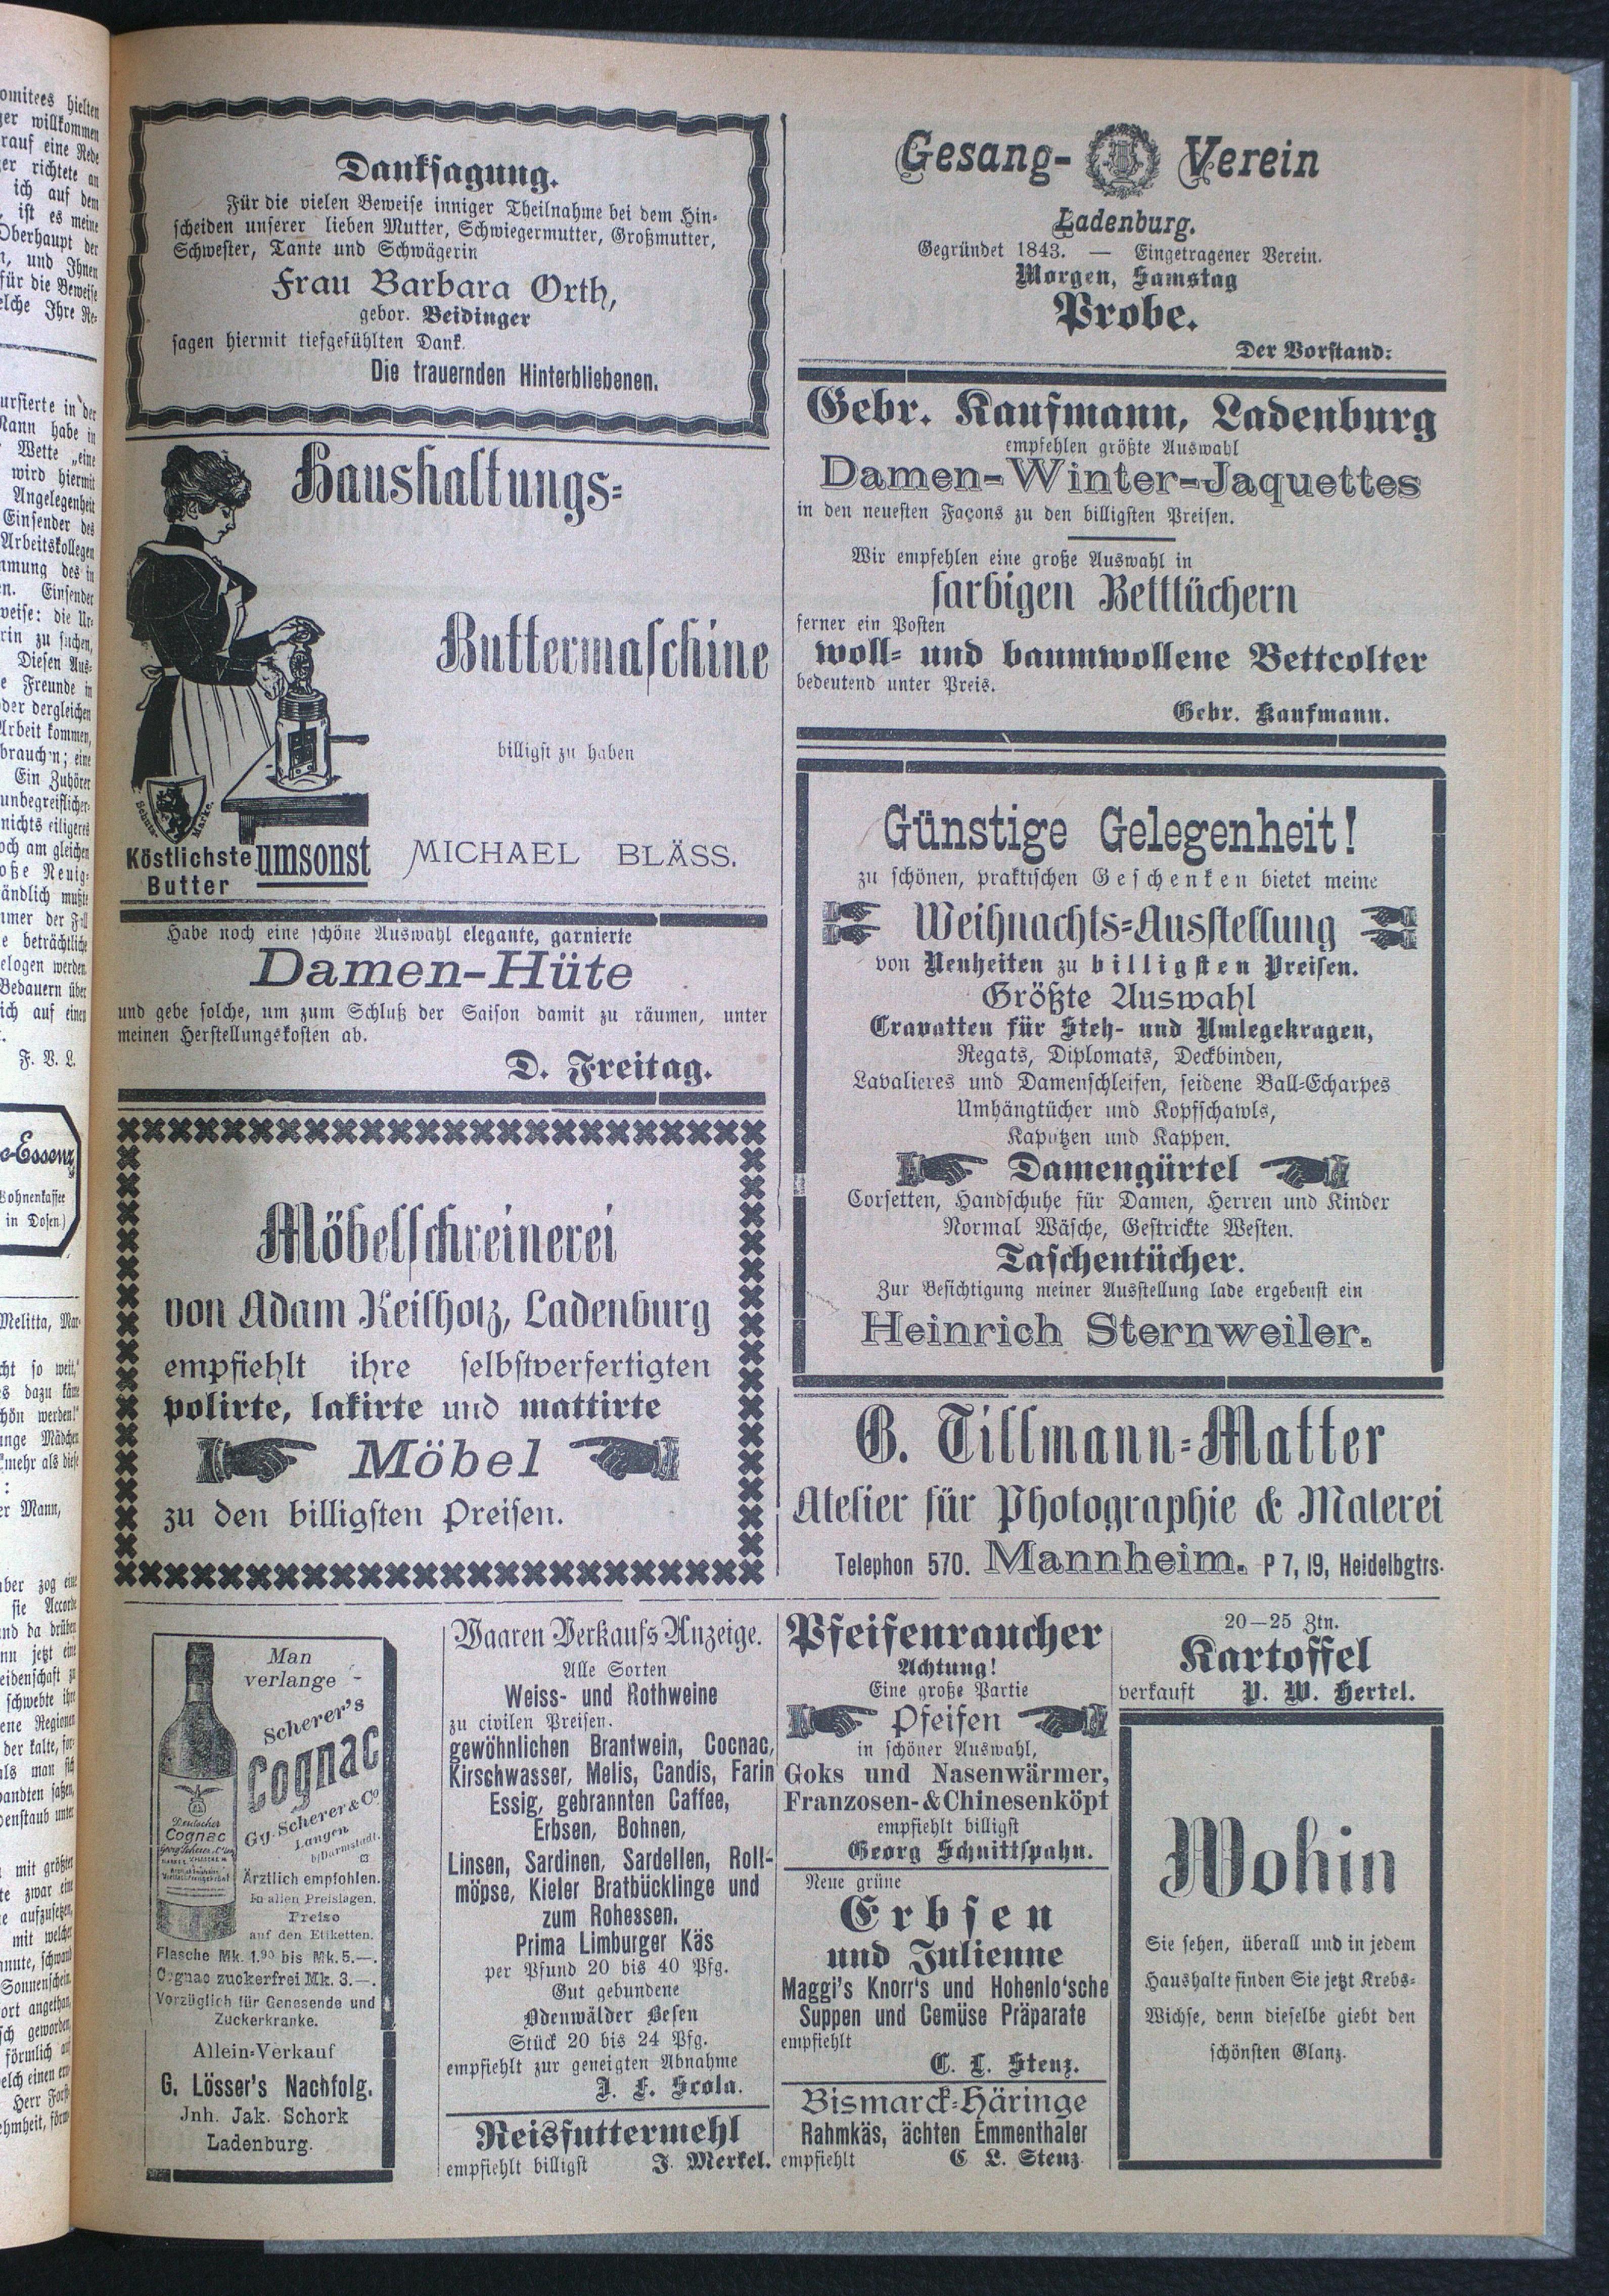 Danksagung.
Für die vielen Beweise inniger Theilnahme bei dem Hin-
scheiden unserer lieben Mutter, Schwiegermutter, Großmutter,
Schwester, Tante und Schwägerin
Frau Barbara Orth,
gebor. Beidinger
sagen hiermit tiefgefühlten Dank.
Die trauernden Hinterbliebenen.
Haushaltungs-
Buttermaschine
billigst zu haben
Schutz-Marke.
Köstlichste umsonst
Butter
MICHAEL BLÄSS.
Habe noch eine schöne Auswahl elegante, garnierte
Damen-Hüte
und gebe solche, um zum Schluß der Saison damit zu räumen, unter
meinen Herstellungskosten ab.
D. Freitag.
Möbelschreinerei
von Adam Keilholz, Ladenburg
empfiehlt ihre selbstverfertigten
polirte, lakirte und mattirte
Möbel
zu den billigsten Preisen.
Gesang- Verein
Ladenburg.
Gegründet 1843. — Eingetragener Verein.
Morgen, Samstag
Probe.
Der Vorstand:
Gebr. Kaufmann, Ladenburg
empfehlen größte Auswahl
Damen-Winter-Jaquettes
in den neuesten Façons zu den billigsten Preisen.
Wir empfehlen eine große Auswahl in
farbigen Betttüchern
ferner ein Posten
woll- und baumwollene Bettcolter
bedeutend unter Preis.
Gebr. Kaufmann.
Günstige Gelegenheit!
zu schönen, praktischen Geschenken bietet meine
Weihnachts-Ausstellung
von Neuheiten zu billigsten Preisen.
Größte Auswahl
Cravatten für Steh- und Umlegekragen,
Regats, Diplomats, Deckbinden,
Lavalieres und Damenschleifen, seidene Ball-Echarpes
Umhängtücher und Kopfschawls,
Kaputzen und Kappen.
Damengürtel
Corsetten, Handschuhe für Damen, Herren und Kinder
Normal Wäsche, Gestrickte Westen.
Taschentücher.
Zur Besichtigung meiner Ausstellung lade ergebenst ein
Heinrich Sternweiler.
G. Tillmann-Matter
Atelier für Photographie & Malerei
Telephon 570. Mannheim. P 7, 19, Heidelbgtrs.
Man
verlange
Scherer's
Cognac
Gg. Scherer & Co
Langen
b/Darmstadt.
Deutscher
Cognac
Ärztlich empfohlen.
In allen Preislagen,
Preise
auf den Etiketten.
Flasche Mk. 1.90 bis Mk. 5.—.
Cognac zuckerfrei Mk. 3.—.
Vorzüglich für Genesende und
Zuckerkranke.
Allein-Verkauf
G. Lösser's Nachfolg.
Jnh. Jak. Schork
Ladenburg.
Waaren Verkaufs Anzeige.
Alle Sorten
Weiss- und Rothweine
zu civilen Preisen.
gewöhnlichen Brantwein, Cocnac,
Kirschwasser, Melis, Candis, Farin
Essig, gebrannten Caffee,
Erbsen, Bohnen,
Linsen, Sardinen, Sardellen, Roll-
möpse, Kieler Bratbücklinge und
zum Rohessen.
Prima Limburger Käs
per Pfund 20 bis 40 Pfg.
Gut gebundene
Odenwälder Besen
Stück 20 bis 24 Pfg.
empfiehlt zur geneigten Abnahme
J. F. Scola.
Reisfuttermehl
empfiehlt billigst J. Merkel.
Pfeifenraucher
Achtung!
Eine große Partie
Pfeifen
in schöner Auswahl,
Goks und Nasenwärmer,
Franzosen-&Chinesenköpf
empfiehlt billigst
Georg Schnittspahn.
Neue grüne
Erbsen
und Julienne
Maggi's Knorr's und Hohenlo'sche
Suppen und Gemüse Präparate
empfiehlt
C. L. Stenz.
Bismarck-Häringe
Rahmkäs, ächten Emmenthaler
empfiehlt C L. Stenz
20—25 Ztn.
Kartoffel
verkauft P. W. Hertel.
Wohin
Sie sehen, überall und in jedem
Haushalte finden Sie jetzt Krebs-
Wichse, denn dieselbe giebt den
schönsten Glanz.